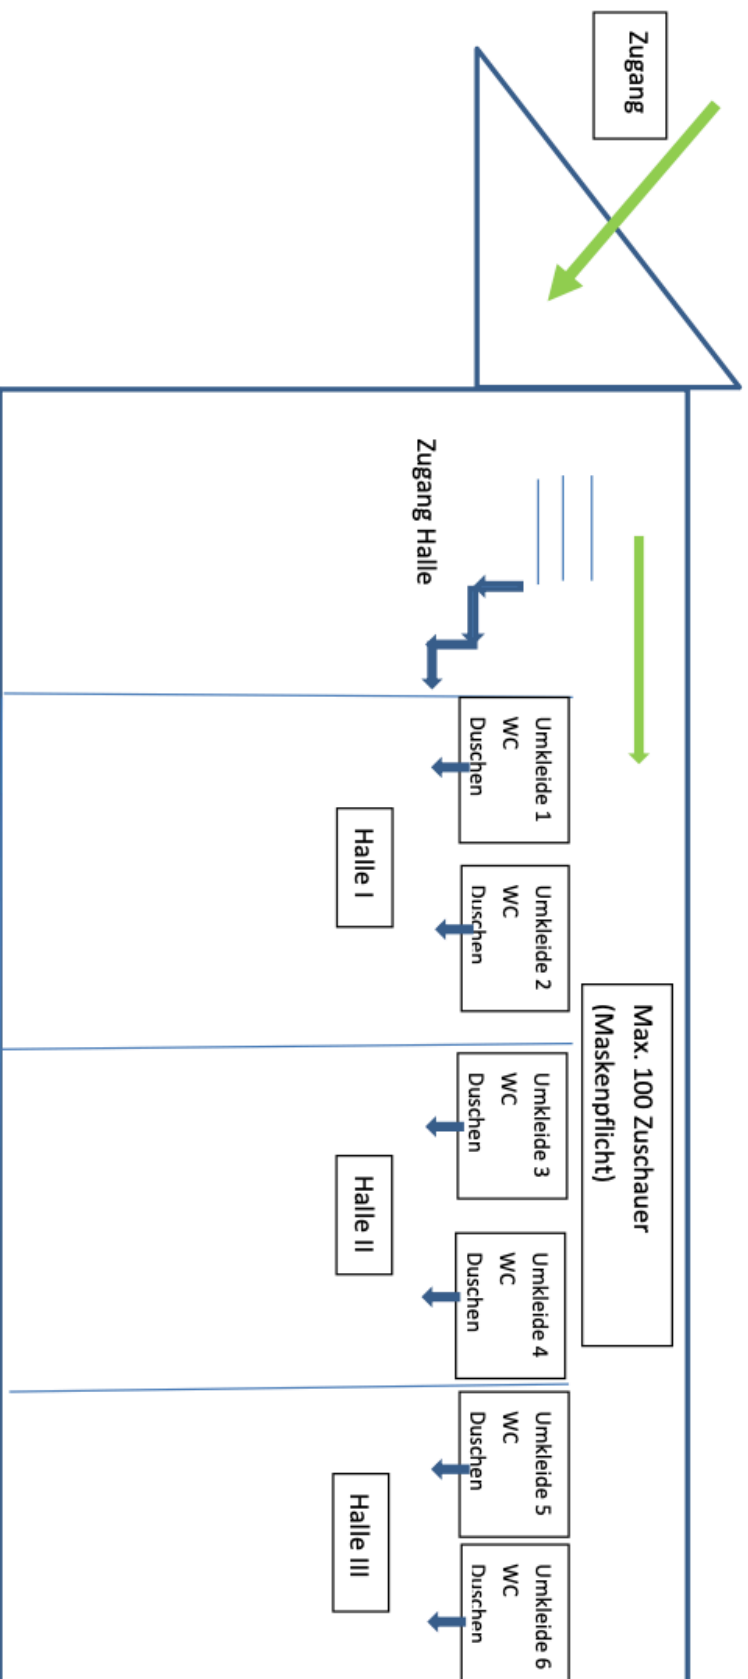 Zugang
Zugang Halle
Max. 100 Zuschauer
(Maskenpflicht)
Umkleide 1
WC
Duschen
Umkleide 2
WC
Duschen
Umkleide 3
WC
Duschen
Umkleide 4
WC
Duschen
Umkleide 5
WC
Duschen
Umkleide 6
WC
Duschen
Halle I
Halle II
Halle III